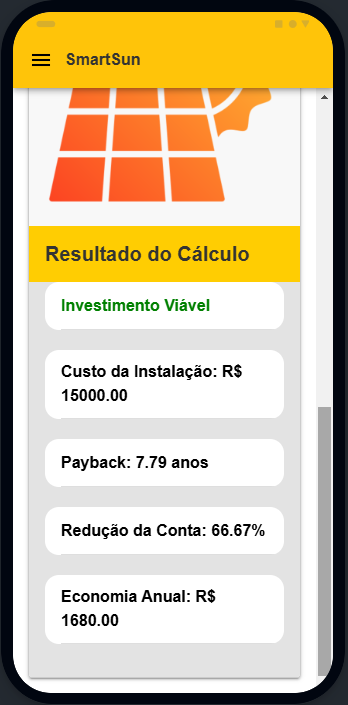 SmartSun
Resultado do Cálculo
Investimento Viável
Custo da Instalação: R$
15000.00
Payback: 7.79 anos
Redução da Conta: 66.67%
Economia Anual: R$
1680.00